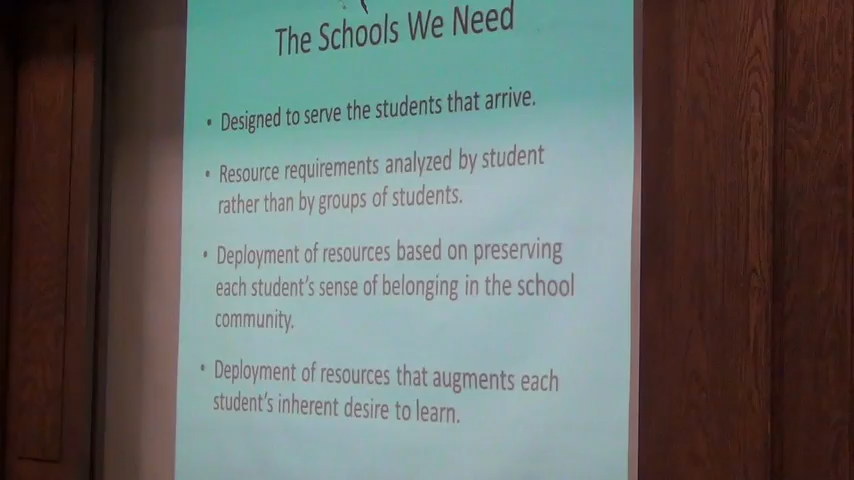 The Schools We Need
• Designed to serve the students that arrive.
• Resource requirements analyzed by student
rather than by groups of students.
• Deployment of resources based on preserving
each student's sense of belonging in the school
community.
• Deployment of resources that augments each
student's inherent desire to learn.